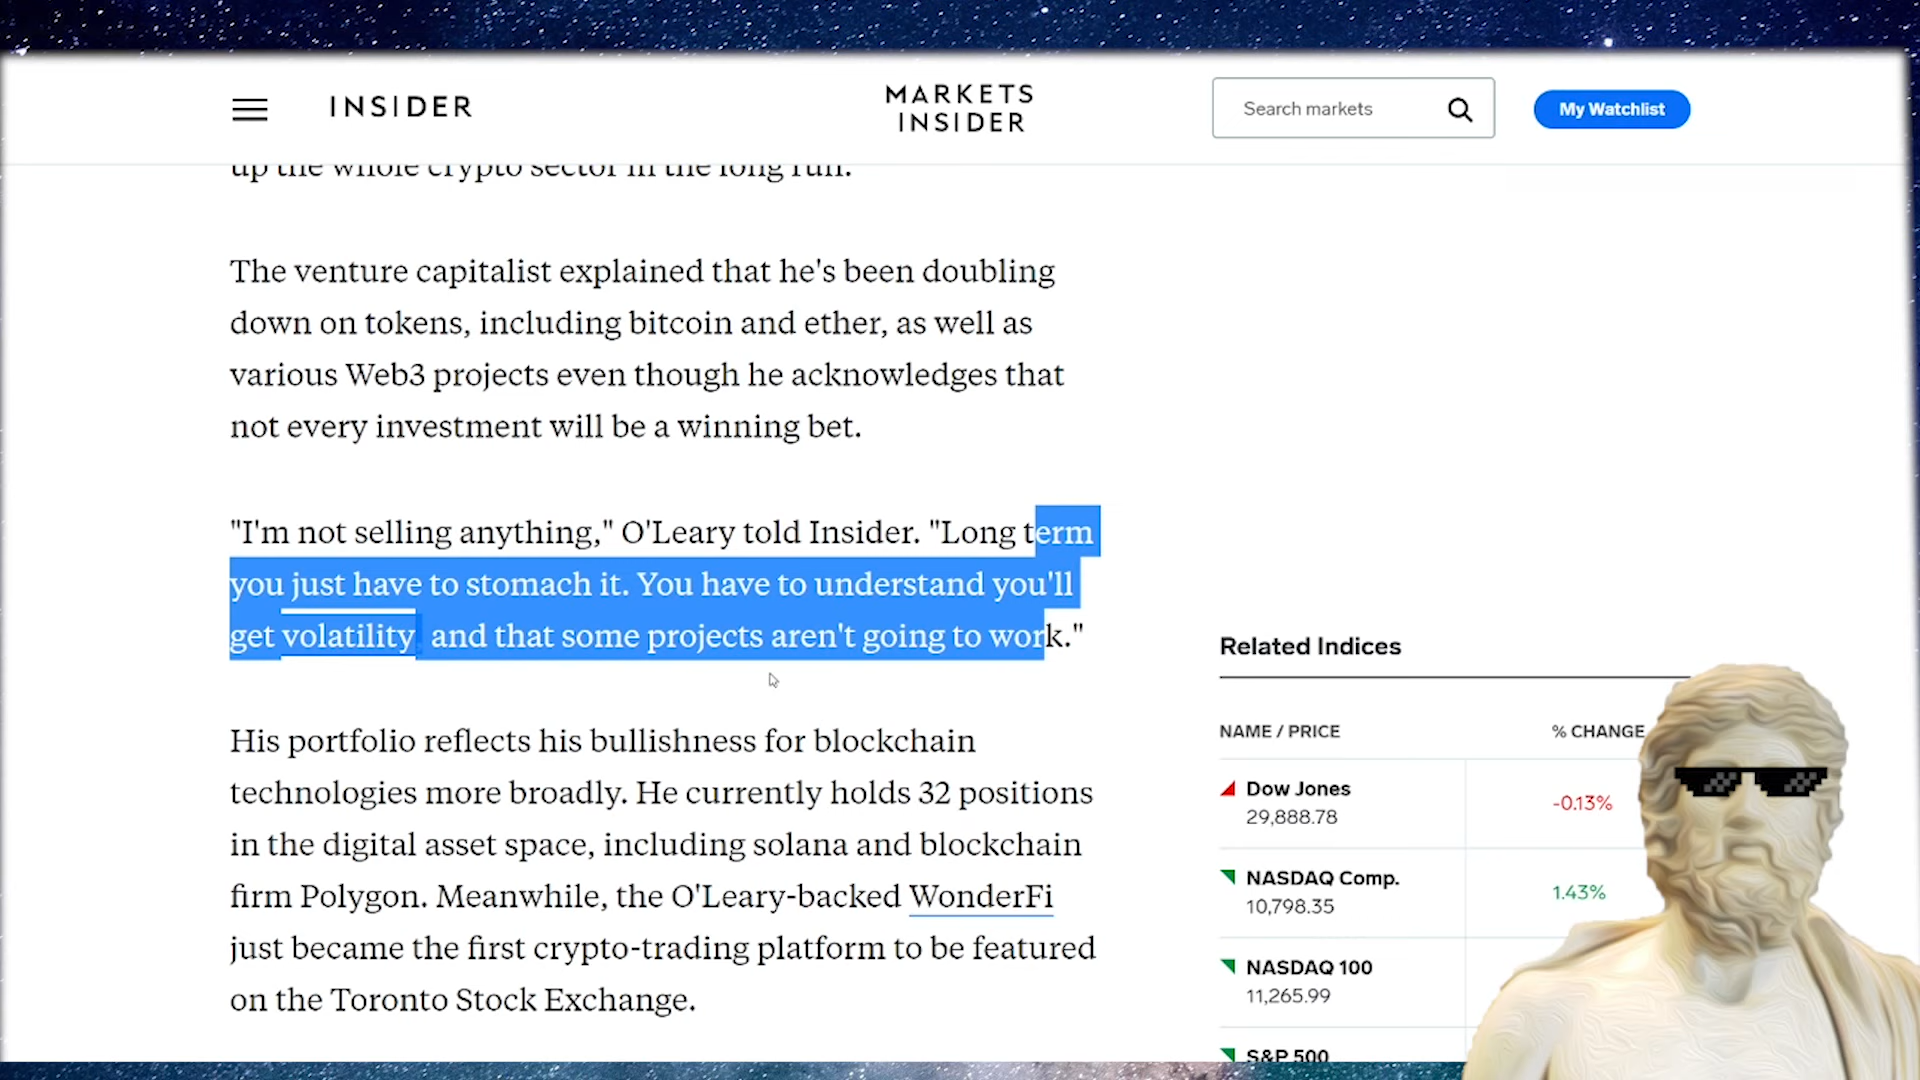 INSIDER
MARKETS
INSIDER
Search markets
My Watchlist
up the whole crypto sector in the long run.
The venture capitalist explained that he's been doubling
down on tokens, including bitcoin and ether, as well as
various Web3 projects even though he acknowledges that
not every investment will be a winning bet.
"I'm not selling anything," O'Leary told Insider. "Long term
you just have to stomach it. You have to understand you'll
get volatility, and that some projects aren't going to work."
His portfolio reflects his bullishness for blockchain
technologies more broadly. He currently holds 32 positions
in the digital asset space, including solana and blockchain
firm Polygon. Meanwhile, the O'Leary-backed WonderFi
just became the first crypto-trading platform to be featured
on the Toronto Stock Exchange.
Related Indices
NAME / PRICE % CHANGE
Dow Jones
29,888.78 -0.13%
NASDAQ Comp.
10,798.35 1.43%
NASDAQ 100
11,265.99
S&P 500